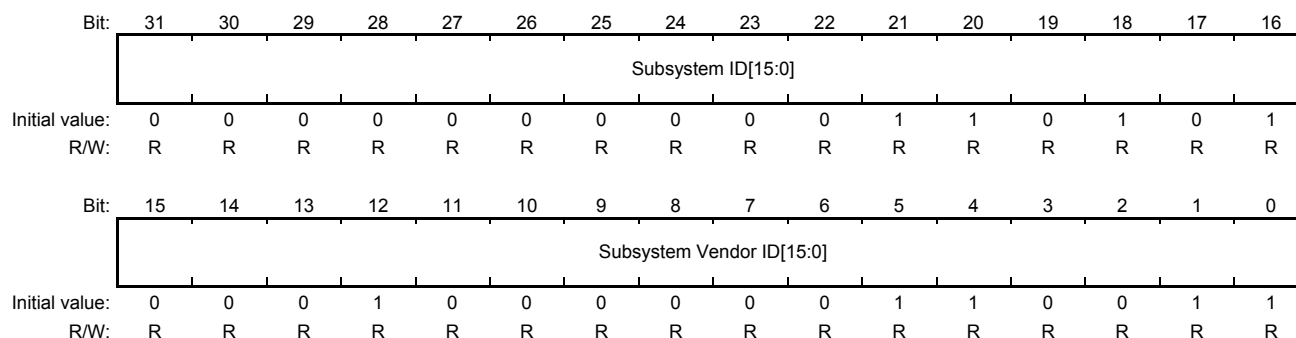 Bit: 31 30 29 28 27 26 25 24 23 22 21 20 19 18 17 16
Subsystem ID[15:0]
Initial value: 0 0 0 0 0 0 0 0 0 0 1 1 0 1 0 1
R/W: R R R R R R R R R R R R R R R R
Bit: 15 14 13 12 11 10 9 8 7 6 5 4 3 2 1 0
Subsystem Vendor ID[15:0]
Initial value: 0 0 0 1 0 0 0 0 0 0 1 1 0 0 1 1
R/W: R R R R R R R R R R R R R R R R